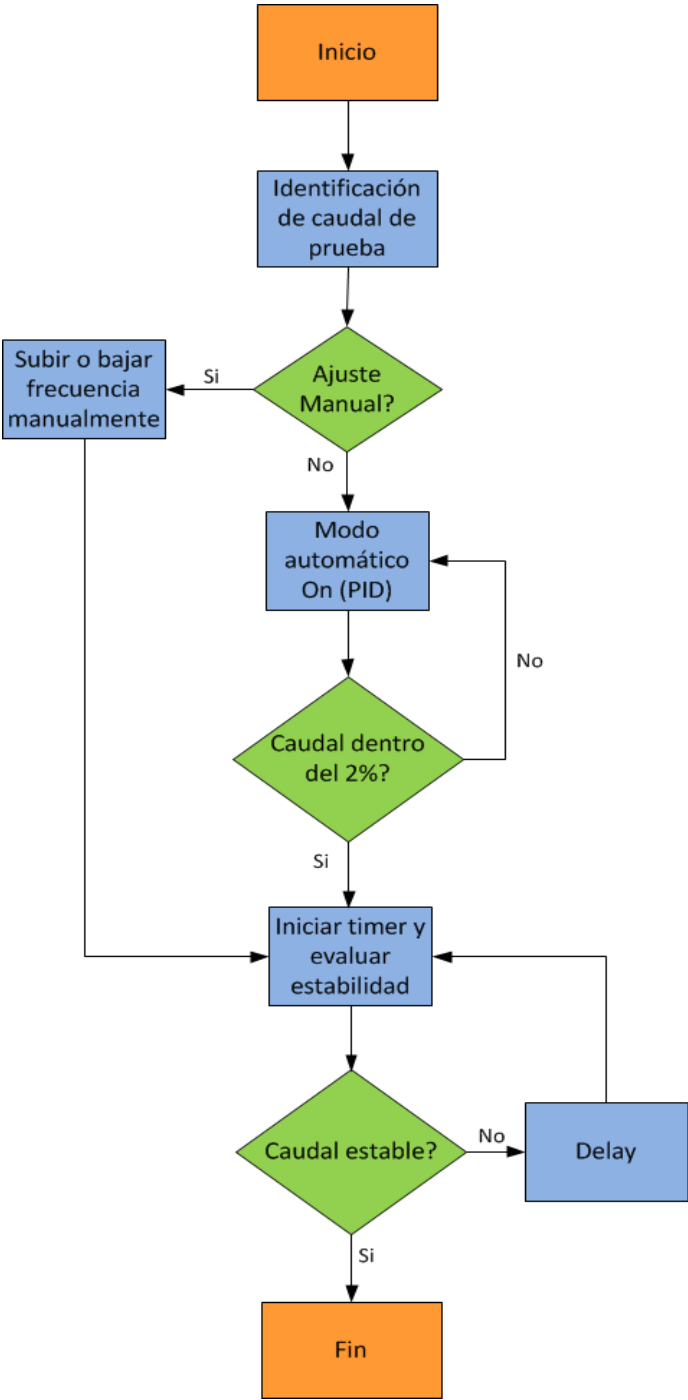 Inicio
Identificación
de caudal de
prueba
Subir o bajar
frecuencia
manualmente
Si
Ajuste
Manual?
No
Modo
automático
On (PID)
No
Caudal dentro
del 2%?
Si
Iniciar timer y
evaluar
estabilidad
Caudal estable?
No
Delay
Si
Fin